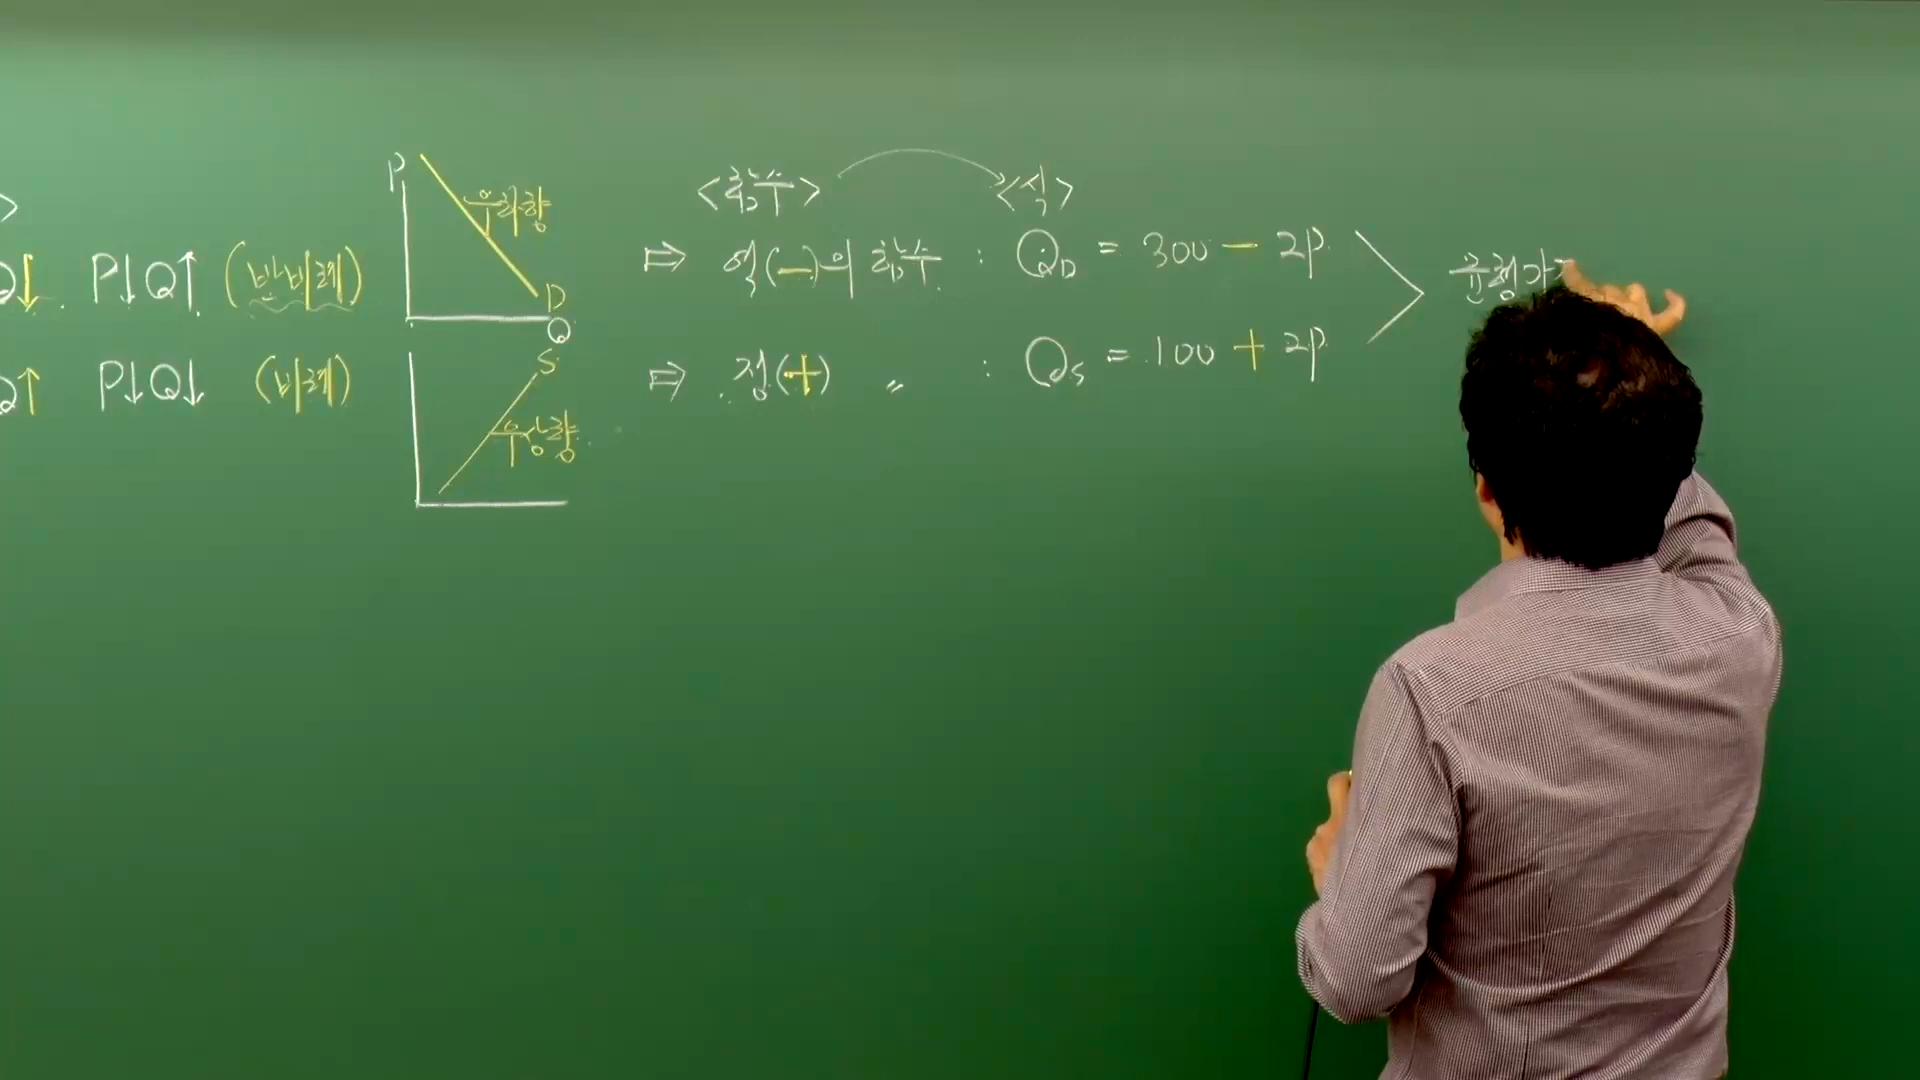 <함수> <식>
Q↓ P↓Q↑ (반비례) P 우하향 D Q ⇒ 역(-)의 함수 : Q_D = 300 - 2P 균형가
Q↑ P↓Q↓ (비례) S 우상향 ⇒ 정(+) 〃 : Q_S = 100 + 2P